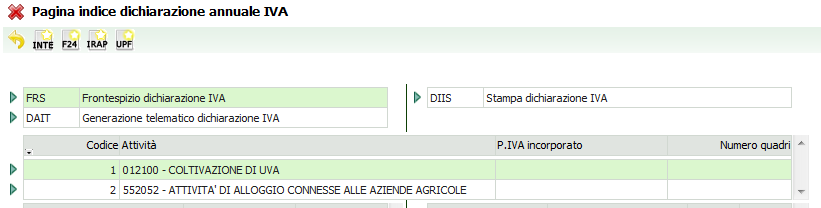 Pagina indice dichiarazione annuale IVA
INTE F24 IRAP UPF
FRS Frontespizio dichiarazione IVA
DIIS Stampa dichiarazione IVA
DAIT Generazione telematico dichiarazione IVA
Codice Attività P.IVA incorporato Numero quadri
1 012100 - COLTIVAZIONE DI UVA
2 552052 - ATTIVITA' DI ALLOGGIO CONNESSE ALLE AZIENDE AGRICOLE